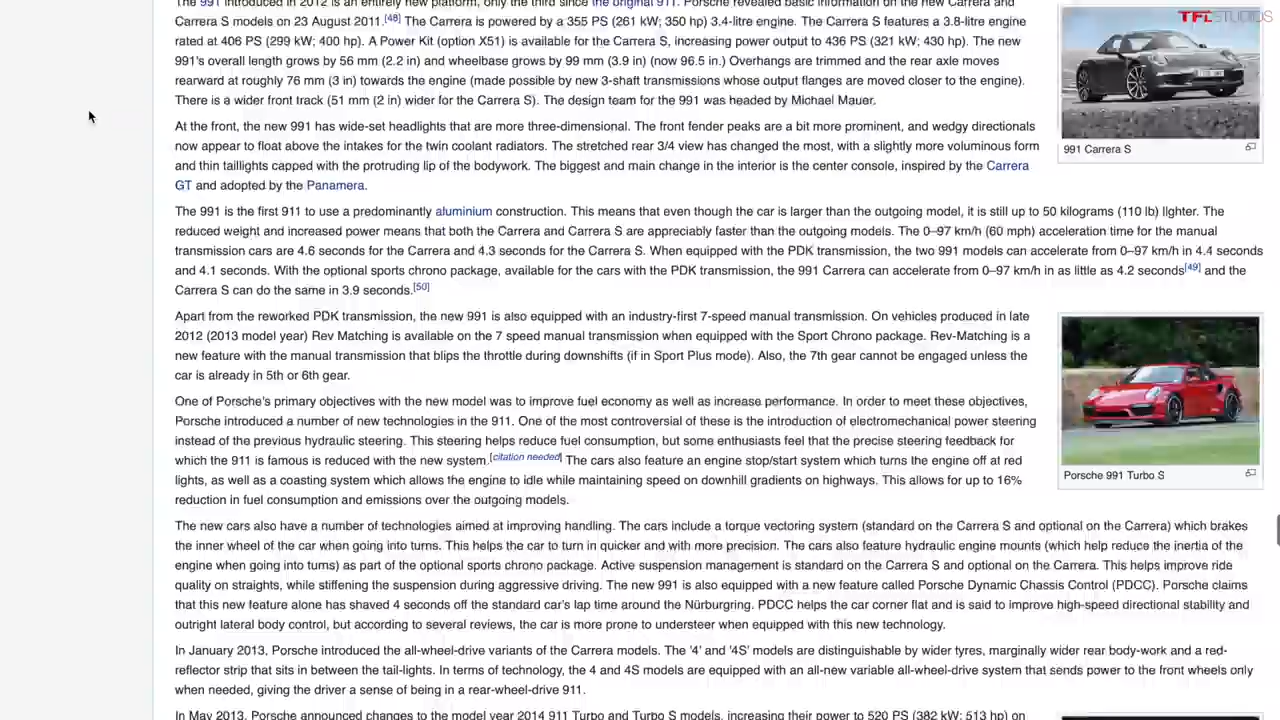 The 991 introduced in 2012 is an entirely new platform, only the third since the original 911. Porsche revealed basic information on the new Carrera and
Carrera S models on 23 August 2011.[48] The Carrera is powered by a 355 PS (261 kW; 350 hp) 3.4-litre engine. The Carrera S features a 3.8-litre engine
rated at 406 PS (299 kW; 400 hp). A Power Kit (option X51) is available for the Carrera S, increasing power output to 436 PS (321 kW; 430 hp). The new
991's overall length grows by 56 mm (2.2 in) and wheelbase grows by 99 mm (3.9 in) (now 96.5 in.) Overhangs are trimmed and the rear axle moves
rearward at roughly 76 mm (3 in) towards the engine (made possible by new 3-shaft transmissions whose output flanges are moved closer to the engine).
There is a wider front track (51 mm (2 in) wider for the Carrera S). The design team for the 991 was headed by Michael Mauer.
TFLSTUDIOS
991 Carrera S
At the front, the new 991 has wide-set headlights that are more three-dimensional. The front fender peaks are a bit more prominent, and wedgy directionals
now appear to float above the intakes for the twin coolant radiators. The stretched rear 3/4 view has changed the most, with a slightly more voluminous form
and thin taillights capped with the protruding lip of the bodywork. The biggest and main change in the interior is the center console, inspired by the Carrera
GT and adopted by the Panamera.
The 991 is the first 911 to use a predominantly aluminium construction. This means that even though the car is larger than the outgoing model, it is still up to 50 kilograms (110 lb) lighter. The
reduced weight and increased power means that both the Carrera and Carrera S are appreciably faster than the outgoing models. The 0–97 km/h (60 mph) acceleration time for the manual
transmission cars are 4.6 seconds for the Carrera and 4.3 seconds for the Carrera S. When equipped with the PDK transmission, the two 991 models can accelerate from 0–97 km/h in 4.4 seconds
and 4.1 seconds. With the optional sports chrono package, available for the cars with the PDK transmission, the 991 Carrera can accelerate from 0–97 km/h in as little as 4.2 seconds[49] and the
Carrera S can do the same in 3.9 seconds.[50]
Apart from the reworked PDK transmission, the new 991 is also equipped with an industry-first 7-speed manual transmission. On vehicles produced in late
2012 (2013 model year) Rev Matching is available on the 7 speed manual transmission when equipped with the Sport Chrono package. Rev-Matching is a
new feature with the manual transmission that blips the throttle during downshifts (if in Sport Plus mode). Also, the 7th gear cannot be engaged unless the
car is already in 5th or 6th gear.
One of Porsche's primary objectives with the new model was to improve fuel economy as well as increase performance. In order to meet these objectives,
Porsche introduced a number of new technologies in the 911. One of the most controversial of these is the introduction of electromechanical power steering
instead of the previous hydraulic steering. This steering helps reduce fuel consumption, but some enthusiasts feel that the precise steering feedback for
which the 911 is famous is reduced with the new system.[citation needed] The cars also feature an engine stop/start system which turns the engine off at red
lights, as well as a coasting system which allows the engine to idle while maintaining speed on downhill gradients on highways. This allows for up to 16%
reduction in fuel consumption and emissions over the outgoing models.
Porsche 991 Turbo S
The new cars also have a number of technologies aimed at improving handling. The cars include a torque vectoring system (standard on the Carrera S and optional on the Carrera) which brakes
the inner wheel of the car when going into turns. This helps the car to turn in quicker and with more precision. The cars also feature hydraulic engine mounts (which help reduce the inertia of the
engine when going into turns) as part of the optional sports chrono package. Active suspension management is standard on the Carrera S and optional on the Carrera. This helps improve ride
quality on straights, while stiffening the suspension during aggressive driving. The new 991 is also equipped with a new feature called Porsche Dynamic Chassis Control (PDCC). Porsche claims
that this new feature alone has shaved 4 seconds off the standard car's lap time around the Nürburgring. PDCC helps the car corner flat and is said to improve high-speed directional stability and
outright lateral body control, but according to several reviews, the car is more prone to understeer when equipped with this new technology.
In January 2013, Porsche introduced the all-wheel-drive variants of the Carrera models. The '4' and '4S' models are distinguishable by wider tyres, marginally wider rear body-work and a red-
reflector strip that sits in between the tail-lights. In terms of technology, the 4 and 4S models are equipped with an all-new variable all-wheel-drive system that sends power to the front wheels only
when needed, giving the driver a sense of being in a rear-wheel-drive 911.
In May 2013, Porsche announced changes to the model year 2014 911 Turbo and Turbo S models, increasing their power to 520 PS (382 kW; 513 hp) on